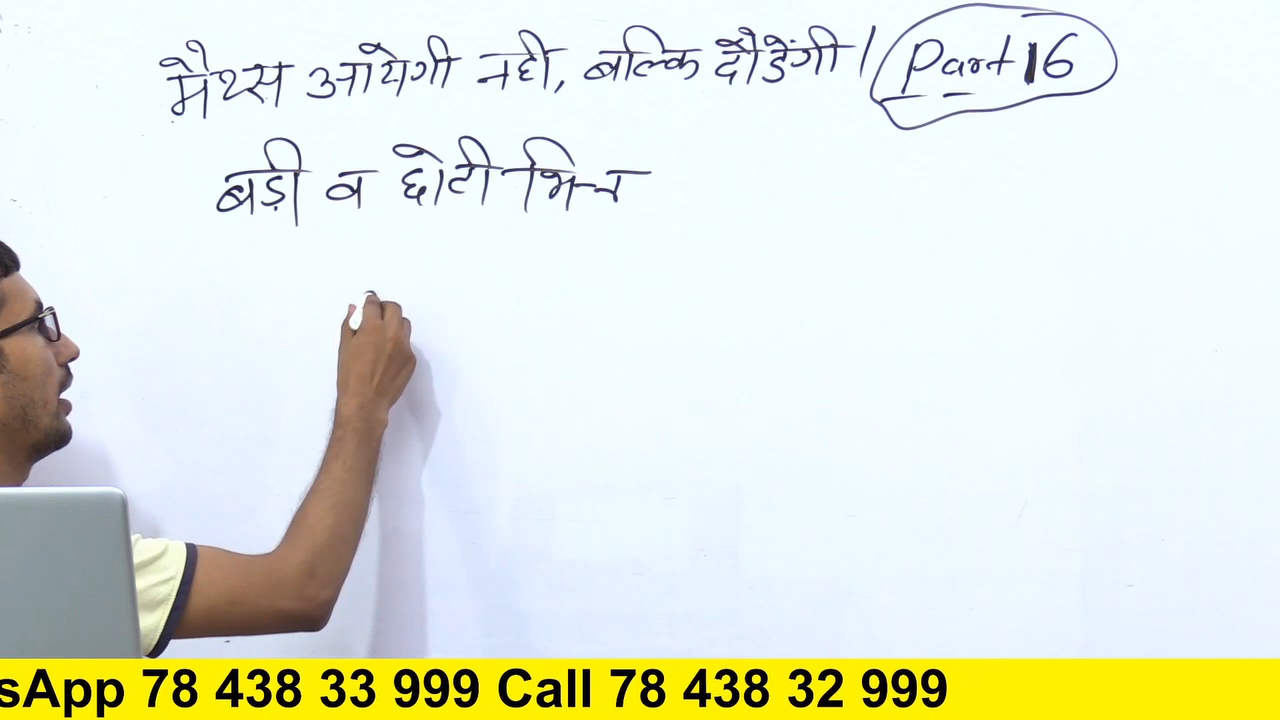 मैथ्स आयेगी नही, बल्कि दौडेंगी। Part 16
बड़ी व छोटी भिन्न
sApp 78 438 33 999 Call 78 438 32 999